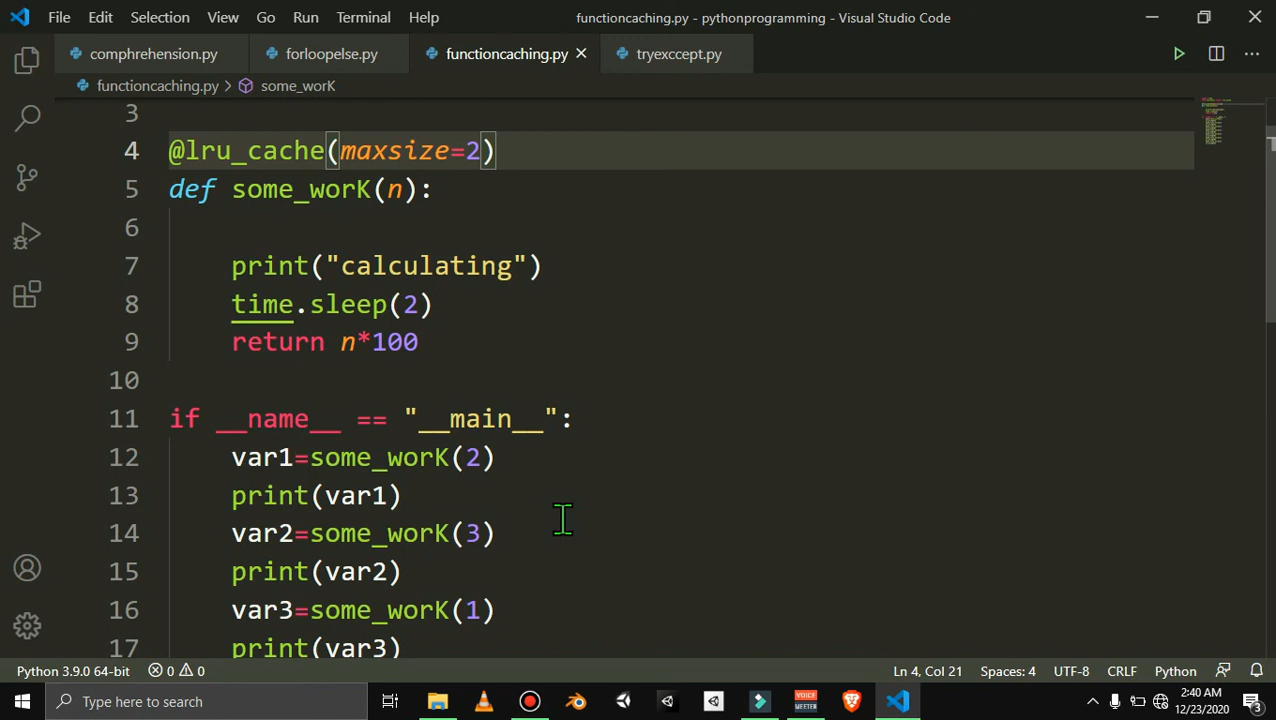 File Edit Selection View Go Run Terminal Help functioncaching.py - pythonprogramming - Visual Studio Code
comphrehension.py forloopelse.py functioncaching.py tryexccept.py
functioncaching.py > some_worK
3
4 @lru_cache(maxsize=2)
5 def some_worK(n):
6
7 print("calculating")
8 time.sleep(2)
9 return n*100
10
11 if __name__ == "__main__":
12 var1=some_worK(2)
13 print(var1)
14 var2=some_worK(3)
15 print(var2)
16 var3=some_worK(1)
17 print(var3)
Python 3.9.0 64-bit 0 0 Ln 4, Col 21 Spaces: 4 UTF-8 CRLF Python
Type here to search VOICE MEETER 2:40 AM
12/23/2020 3